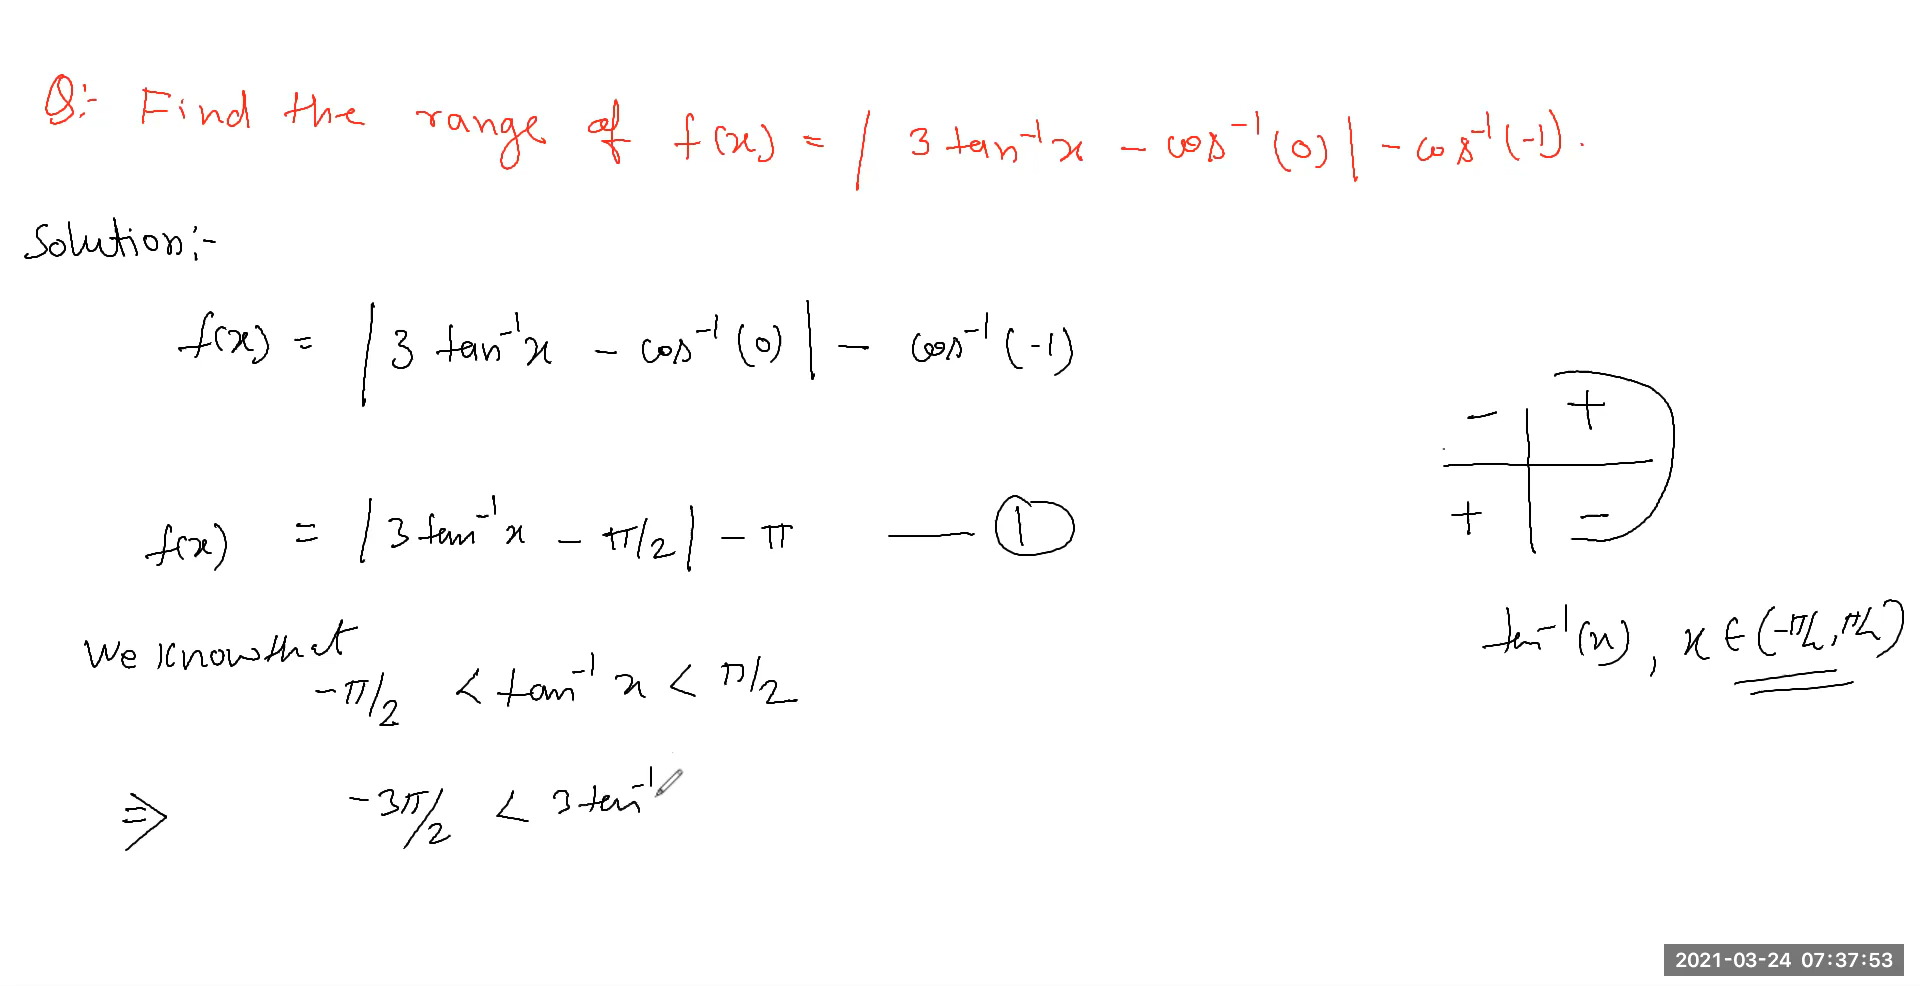 Q:- Find the range of f(x) = | 3 tan⁻¹x - cos⁻¹(0) | - cos⁻¹(-1).
Solution:-
f(x) = | 3 tan⁻¹x - cos⁻¹(0) | - cos⁻¹(-1)
- +
+ -
f(x) = | 3 tan⁻¹x - π/2 | - π — ①
tan⁻¹(x), x ∈ (-π/2, π/2)
We know that
-π/2 < tan⁻¹ x < π/2
⇒ -3π/2 < 3 tan⁻¹
2021-03-24 07:37:53